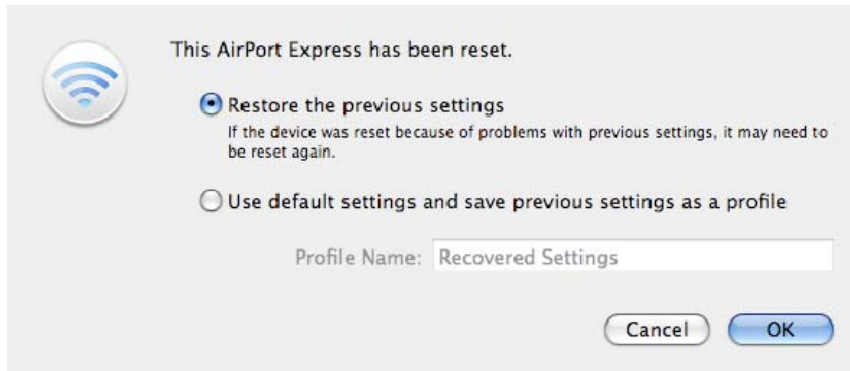 This AirPort Express has been reset.
Restore the previous settings
If the device was reset because of problems with previous settings, it may need to
be reset again.
Use default settings and save previous settings as a profile
Profile Name: Recovered Settings
Cancel OK